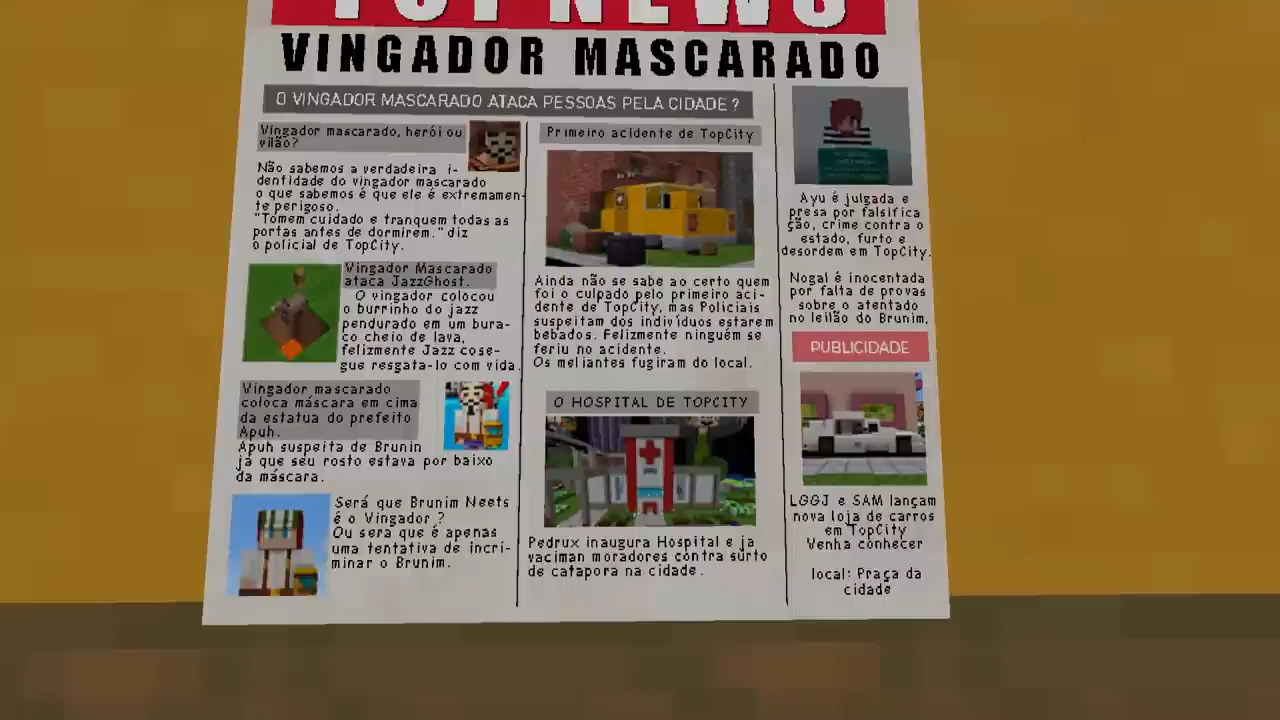 TOP NEWS
VINGADOR MASCARADO
O VINGADOR MASCARADO ATACA PESSOAS PELA CIDADE ?
Vingador mascarado, herói ou
vilão?
Não sabemos a verdadeira i-
dentidade do vingador mascarado
o que sabemos é que ele é extremamen-
te perigoso.
"Tomem cuidado e tranquem todas as
portas antes de dormirem." diz
o policial de TopCity.
Vingador Mascarado
ataca JazzGhost.
O vingador colocou
o burrinho do jazz
pendurado em um bura-
co cheio de lava,
felizmente Jazz cose-
gue resgata-lo com vida.
Vingador mascarado
coloca máscara em cima
da estatua do prefeito
Apuh.
Apuh suspeita de Brunin
já que seu rosto estava por baixo
da máscara.
Será que Brunim Neets
é o Vingador ?
Ou será que é apenas
uma tentativa de incri-
minar o Brunim.
Primeiro acidente de TopCity
Ainda não se sabe ao certo quem
foi o culpado pelo primeiro aci-
dente de TopCity, mas Policiais
suspeitam dos indivíduos estarem
bebados. Felizmente ninguém se
feriu no acidente.
Os meliantes fugiram do local.
O HOSPITAL DE TOPCITY
Pedrux inaugura Hospital e ja
vaciman moradores contra surto
de catapora na cidade.
Ayu é julgada e
presa por falsifica
ção, crime contra o
estado, furto e
desordem em TopCity.
Nogal é inocentada
por falta de provas
sobre o atentado
no leilão do Brunim.
PUBLICIDADE
LGGJ e SAM lançam
nova loja de carros
em TopCity
Venha conhecer
local: Praça da
cidade